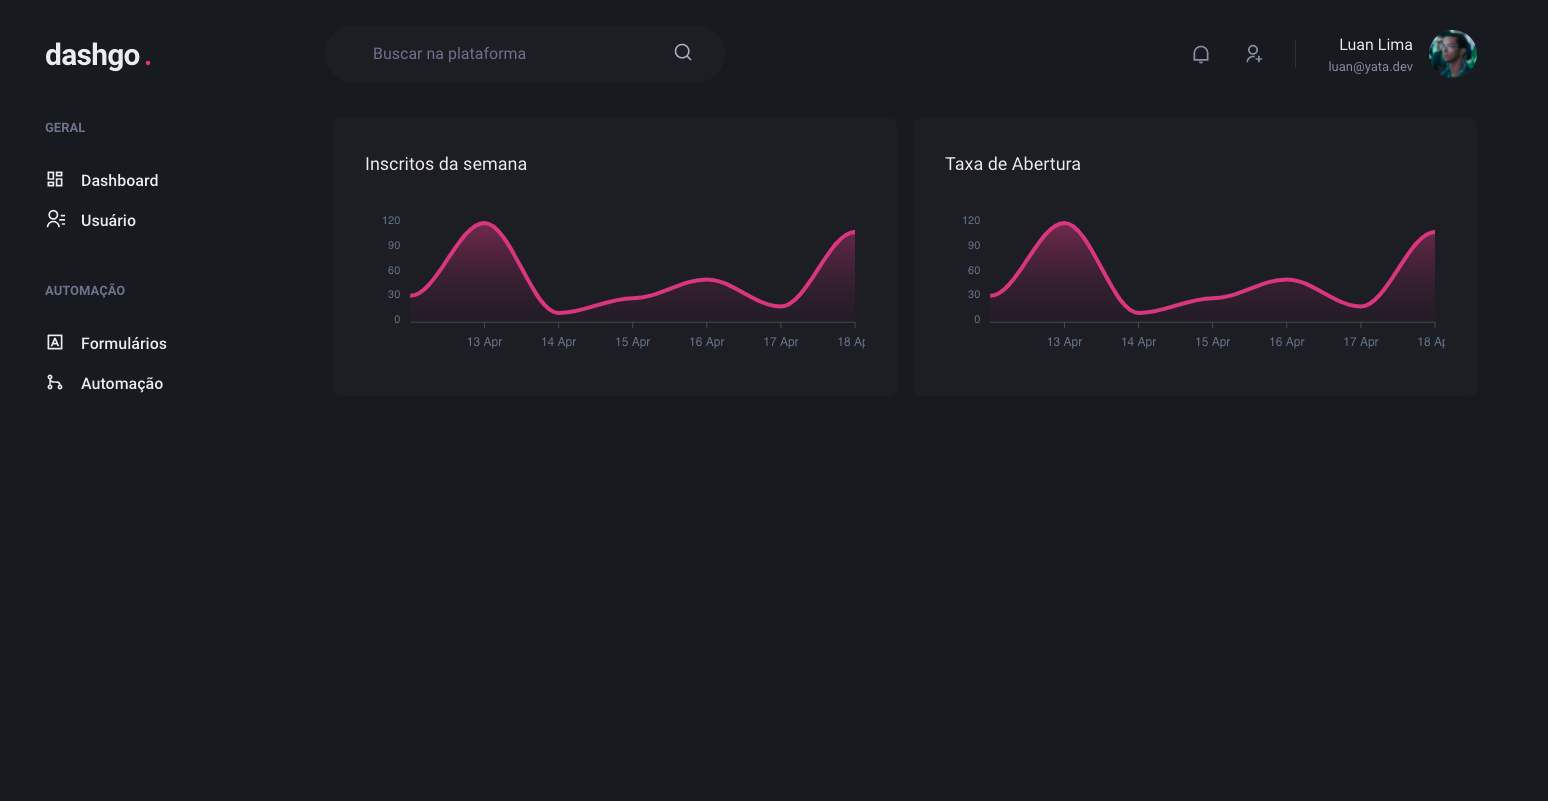 dashgo .
Buscar na plataforma
Luan Lima
luan@yata.dev
GERAL
Dashboard
Usuário
AUTOMAÇÃO
Formulários
Automação
Inscritos da semana
120
90
60
30
0
13 Apr 14 Apr 15 Apr 16 Apr 17 Apr 18 Ap
Taxa de Abertura
120
90
60
30
0
13 Apr 14 Apr 15 Apr 16 Apr 17 Apr 18 Ap